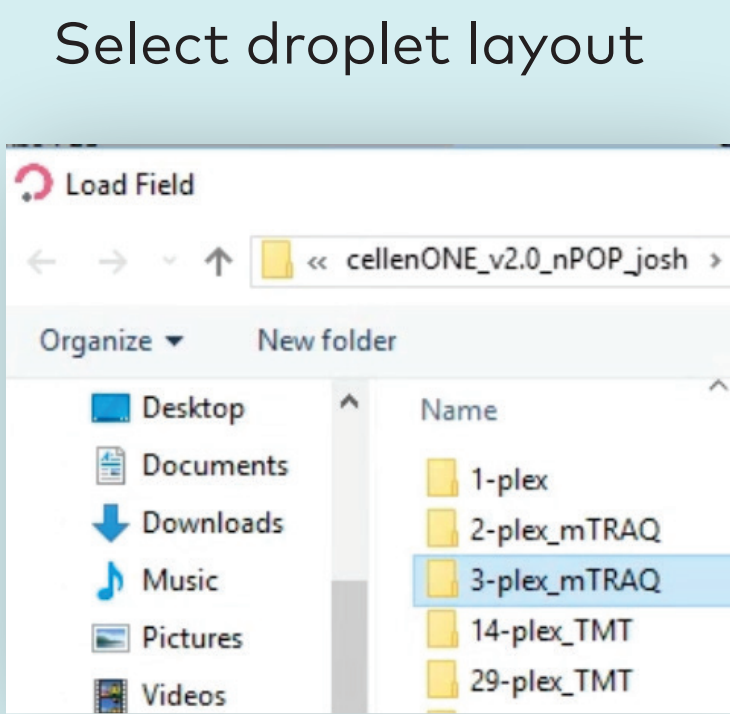 Select droplet layout
Load Field
« cellenONE_v2.0_nPOP_josh >
Organize New folder
Desktop
Documents
Downloads
Music
Pictures
Videos
Name
1-plex
2-plex_mTRAQ
3-plex_mTRAQ
14-plex_TMT
29-plex_TMT